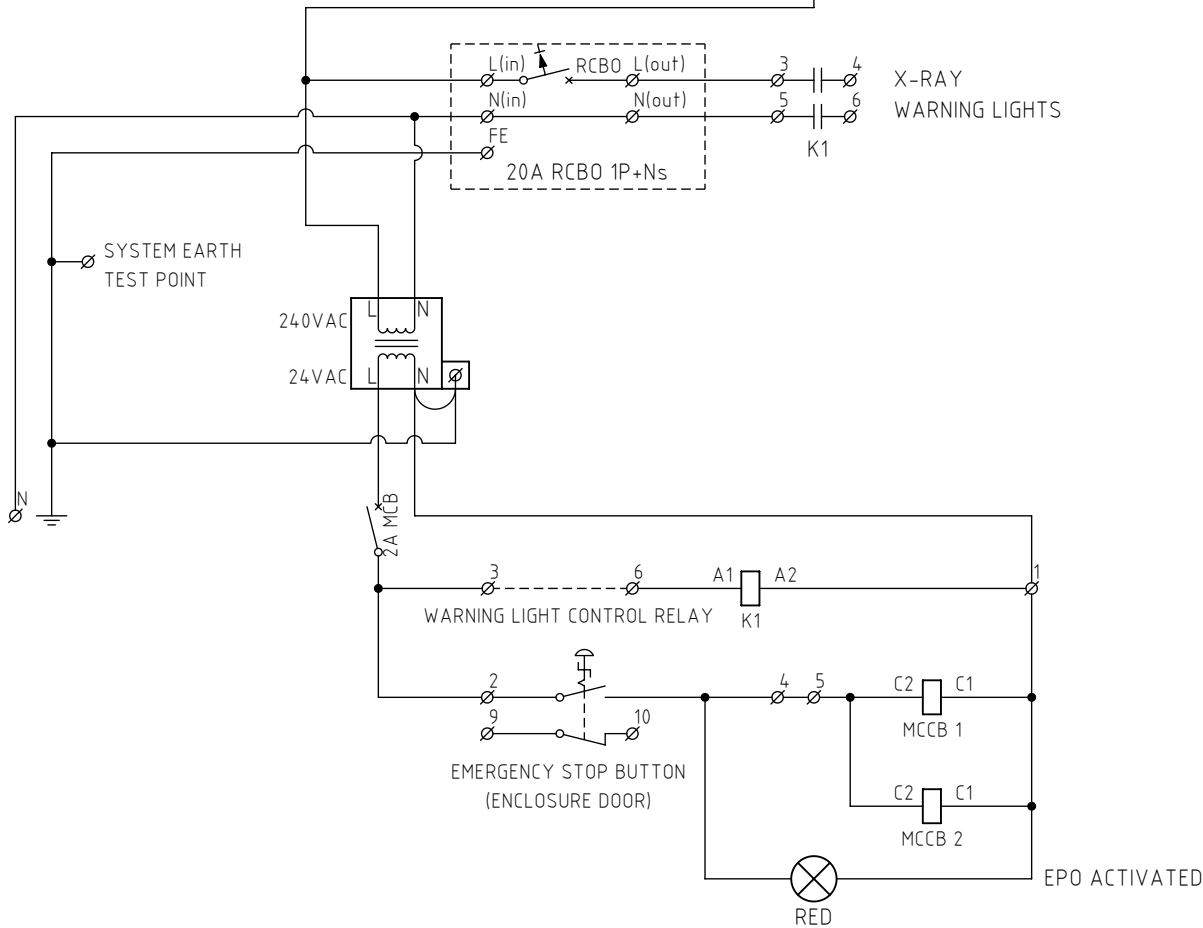 L(in) RCBO L(out) 3 4 X-RAY
N(in) N(out) 5 6 WARNING LIGHTS
FE K1
20A RCBO 1P+Ns
SYSTEM EARTH
TEST POINT
L N
240VAC
24VAC L N
N
2A MCB
3 6 A1 A2 1
WARNING LIGHT CONTROL RELAY K1
2 4 5 C2 C1
9 10 MCCB 1
EMERGENCY STOP BUTTON
(ENCLOSURE DOOR)
C2 C1
MCCB 2
EPO ACTIVATED
RED